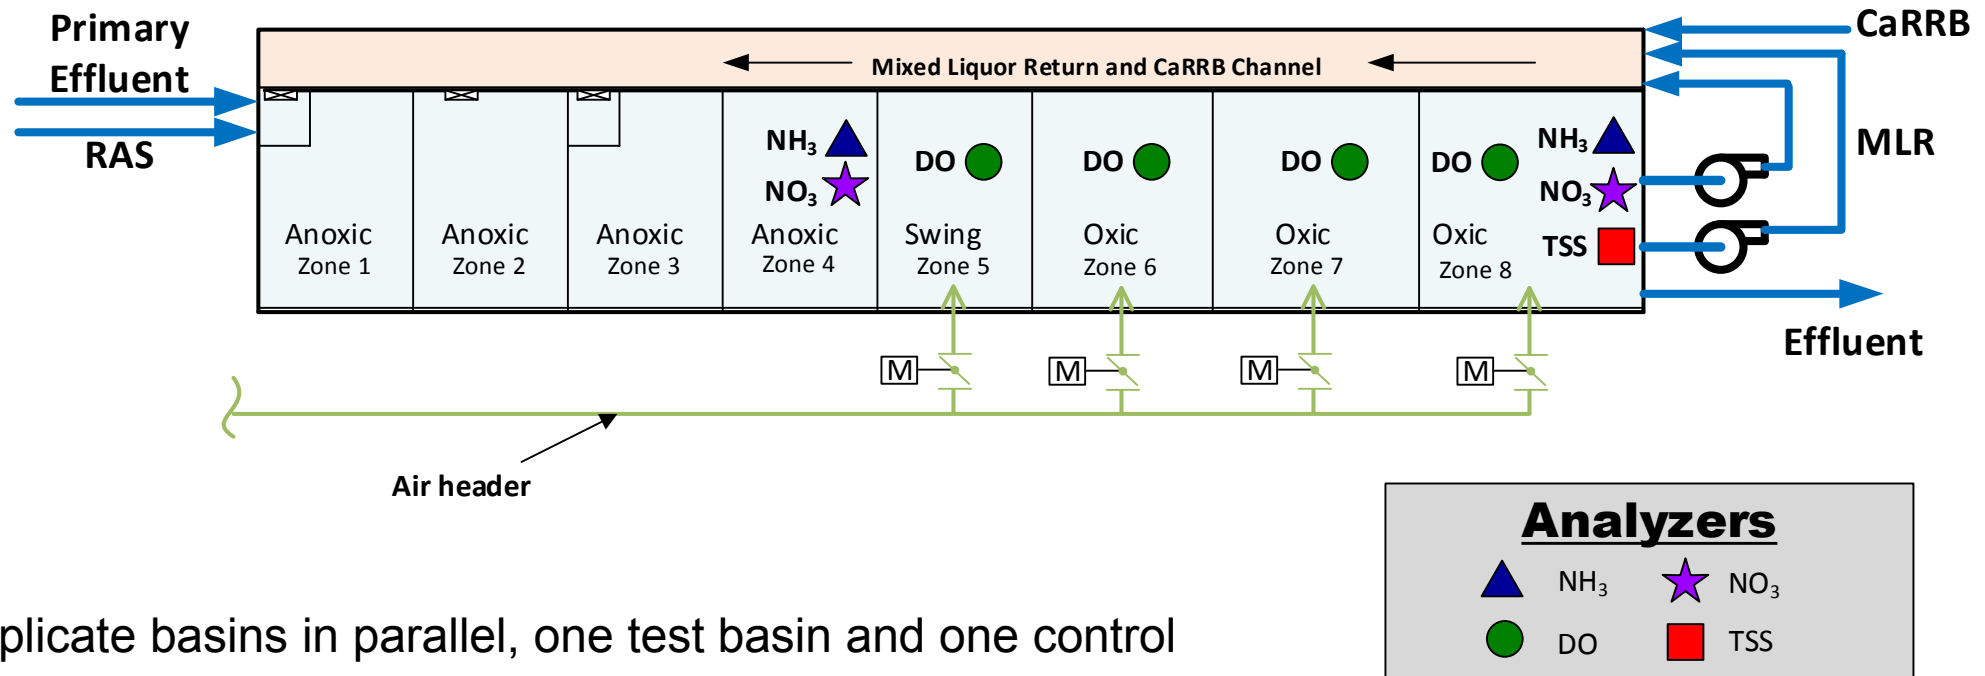 Primary
Effluent
RAS
CaRRB
Mixed Liquor Return and CaRRB Channel
MLR
NH₃
NO₃
DO
DO
DO
DO
NH₃
NO₃
TSS
Anoxic
Zone 1
Anoxic
Zone 2
Anoxic
Zone 3
Anoxic
Zone 4
Swing
Zone 5
Oxic
Zone 6
Oxic
Zone 7
Oxic
Zone 8
Effluent
M
M
M
M
Air header
Analyzers
NH₃
NO₃
DO
TSS
plicate basins in parallel, one test basin and one control